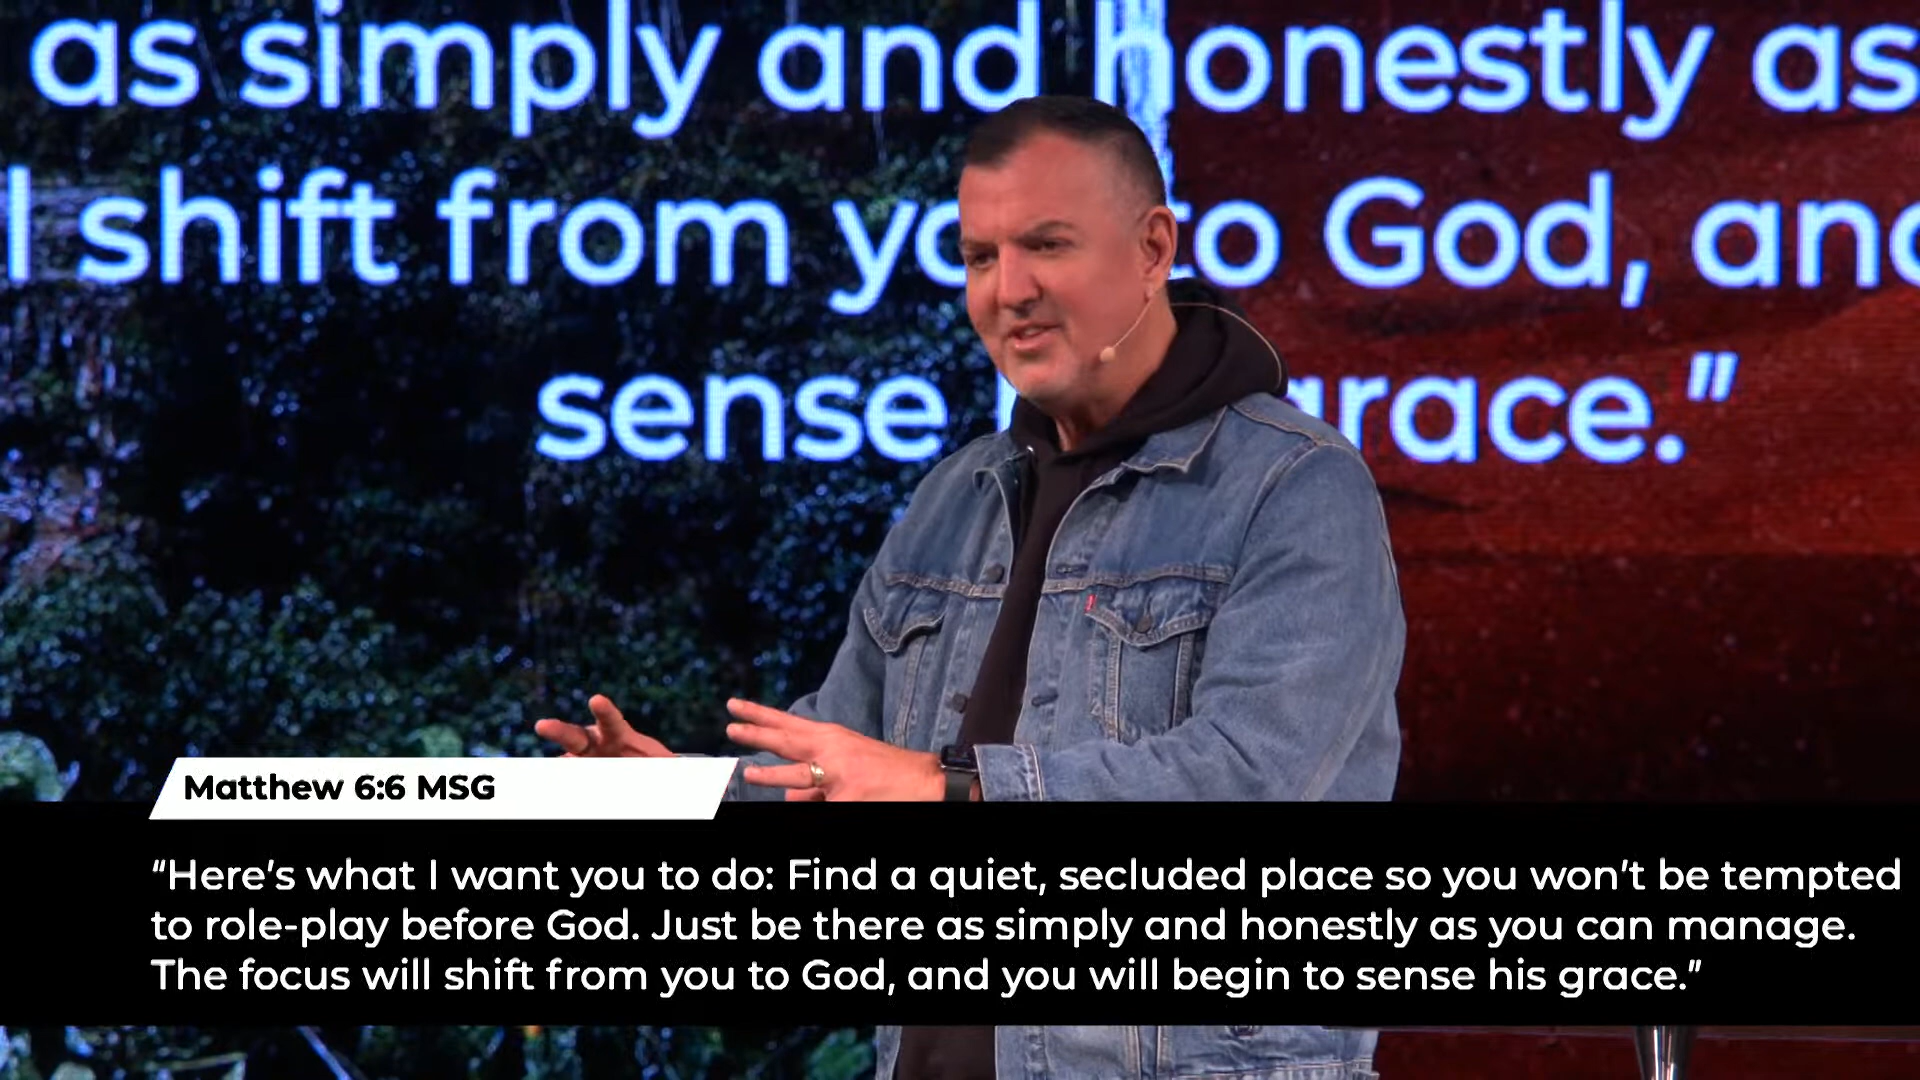 as simply and honestly as
shift from to God, and
sense grace.”
Matthew 6:6 MSG
“Here’s what I want you to do: Find a quiet, secluded place so you won’t be tempted
to role-play before God. Just be there as simply and honestly as you can manage.
The focus will shift from you to God, and you will begin to sense his grace.”